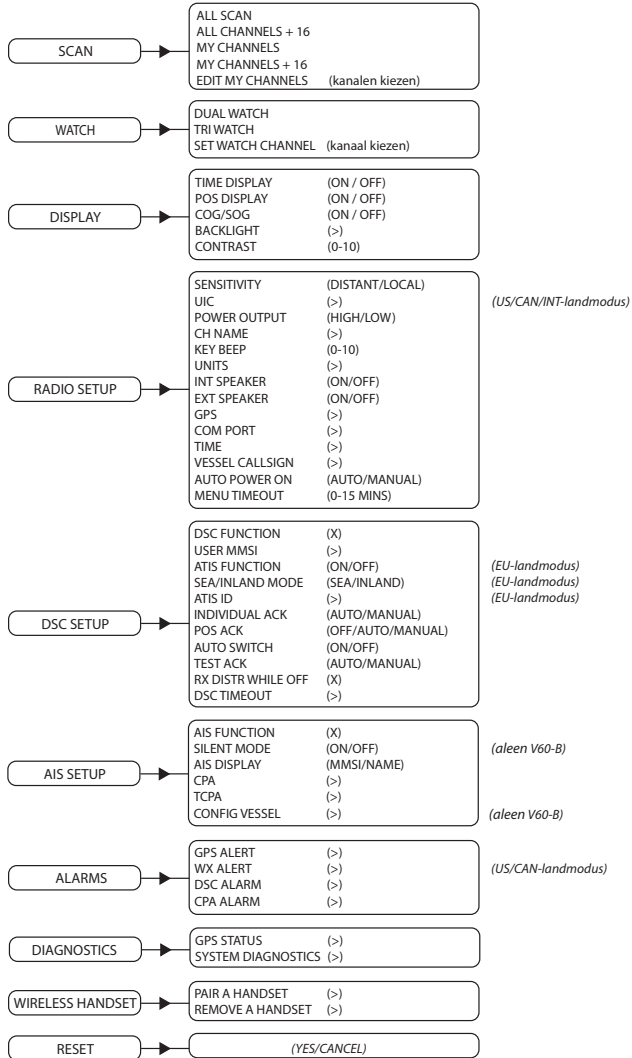 SCAN
ALL SCAN
ALL CHANNELS + 16
MY CHANNELS
MY CHANNELS + 16
EDIT MY CHANNELS (kanalen kiezen)
WATCH
DUAL WATCH
TRI WATCH
SET WATCH CHANNEL (kanaal kiezen)
DISPLAY
TIME DISPLAY (ON / OFF)
POS DISPLAY (ON / OFF)
COG/SOG (ON / OFF)
BACKLIGHT (>)
CONTRAST (0-10)
RADIO SETUP
SENSITIVITY (DISTANT/LOCAL)
UIC (>) (US/CAN/INT-landmodus)
POWER OUTPUT (HIGH/LOW)
CH NAME (>)
KEY BEEP (0-10)
UNITS (>)
INT SPEAKER (ON/OFF)
EXT SPEAKER (ON/OFF)
GPS (>)
COM PORT (>)
TIME (>)
VESSEL CALLSIGN (>)
AUTO POWER ON (AUTO/MANUAL)
MENU TIMEOUT (0-15 MINS)
DSC SETUP
DSC FUNCTION (X)
USER MMSI (>)
ATIS FUNCTION (ON/OFF) (EU-landmodus)
SEA/INLAND MODE (SEA/INLAND) (EU-landmodus)
ATIS ID (>) (EU-landmodus)
INDIVIDUAL ACK (AUTO/MANUAL)
POS ACK (OFF/AUTO/MANUAL)
AUTO SWITCH (ON/OFF)
TEST ACK (AUTO/MANUAL)
RX DISTR WHILE OFF (X)
DSC TIMEOUT (>)
AIS SETUP
AIS FUNCTION (X)
SILENT MODE (ON/OFF) (aleen V60-B)
AIS DISPLAY (MMSI/NAME)
CPA (>)
TCPA (>)
CONFIG VESSEL (>) (aleen V60-B)
ALARMS
GPS ALERT (>)
WX ALERT (>) (US/CAN-landmodus)
DSC ALARM (>)
CPA ALARM (>)
DIAGNOSTICS
GPS STATUS (>)
SYSTEM DIAGNOSTICS (>)
WIRELESS HANDSET
PAIR A HANDSET (>)
REMOVE A HANDSET (>)
RESET
(YES/CANCEL)